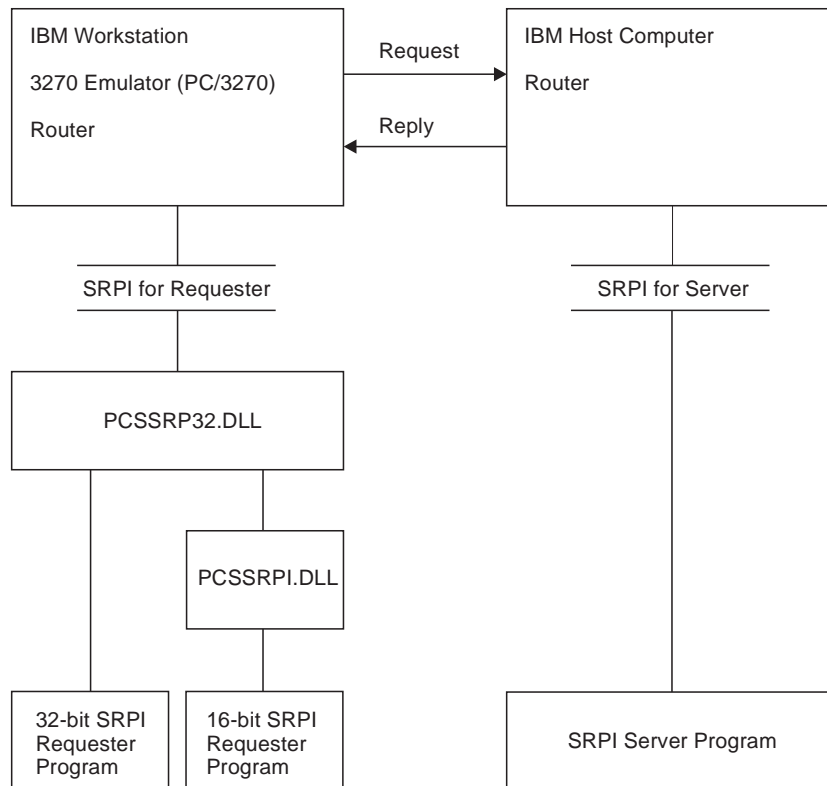 IBM Workstation
3270 Emulator (PC/3270)
Router
Request
Reply
IBM Host Computer
Router
SRPI for Requester
SRPI for Server
PCSSRP32.DLL
PCSSRPI.DLL
32-bit SRPI
Requester
Program
16-bit SRPI
Requester
Program
SRPI Server Program